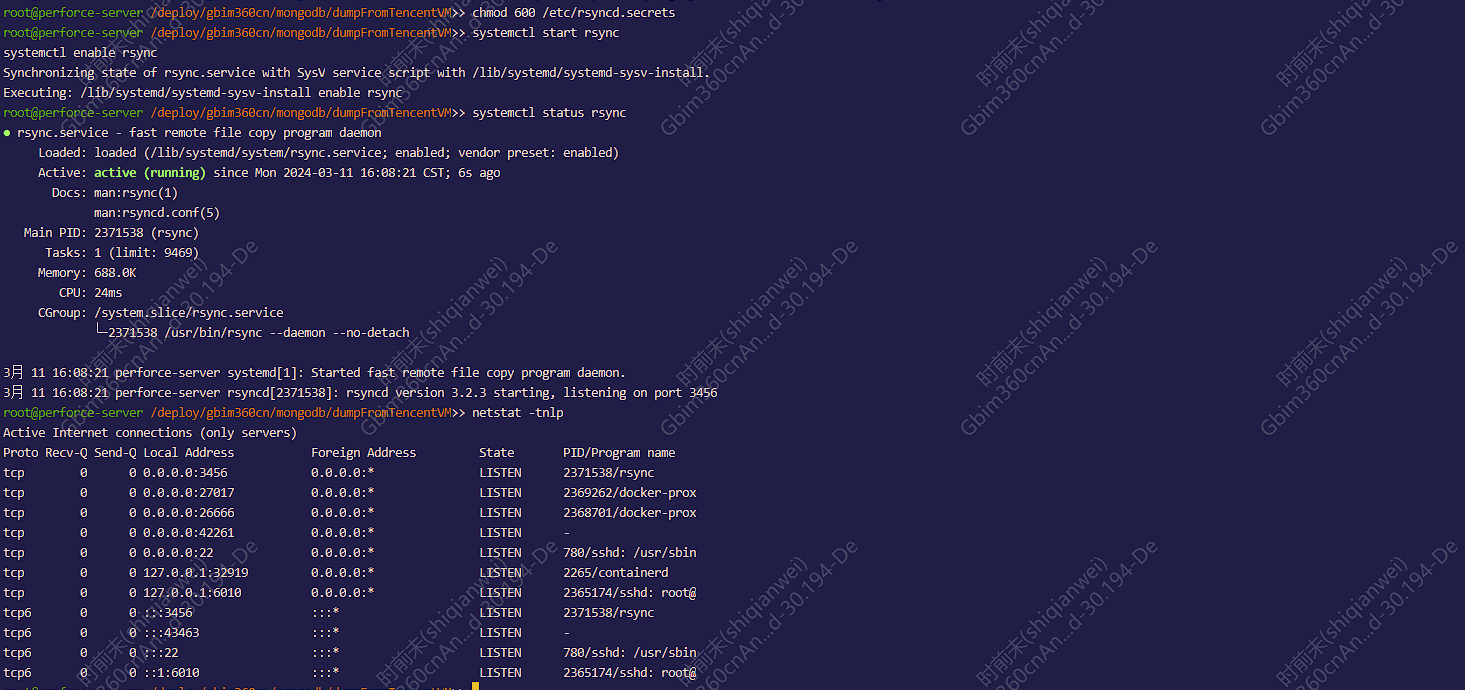 root@perforce-server /deploy/gbim360cn/mongodb/dumpFromTencentVM>> chmod 600 /etc/rsyncd.secrets
root@perforce-server /deploy/gbim360cn/mongodb/dumpFromTencentVM>> systemctl start rsync
systemctl enable rsync
Synchronizing state of rsync.service with SysV service script with /lib/systemd/systemd-sysv-install.
Executing: /lib/systemd/systemd-sysv-install enable rsync
root@perforce-server /deploy/gbim360cn/mongodb/dumpFromTencentVM>> systemctl status rsync
● rsync.service - fast remote file copy program daemon
Loaded: loaded (/lib/systemd/system/rsync.service; enabled; vendor preset: enabled)
Active: active (running) since Mon 2024-03-11 16:08:21 CST; 6s ago
Docs: man:rsync(1)
man:rsyncd.conf(5)
Main PID: 2371538 (rsync)
Tasks: 1 (limit: 9469)
Memory: 688.0K
CPU: 24ms
CGroup: /system.slice/rsync.service
└─2371538 /usr/bin/rsync --daemon --no-detach
3月 11 16:08:21 perforce-server systemd[1]: Started fast remote file copy program daemon.
3月 11 16:08:21 perforce-server rsyncd[2371538]: rsyncd version 3.2.3 starting, listening on port 3456
root@perforce-server /deploy/gbim360cn/mongodb/dumpFromTencentVM>> netstat -tnlp
Active Internet connections (only servers)
Proto Recv-Q Send-Q Local Address Foreign Address State PID/Program name
tcp 0 0 0.0.0.0:3456 0.0.0.0:* LISTEN 2371538/rsync
tcp 0 0 0.0.0.0:27017 0.0.0.0:* LISTEN 2369262/docker-prox
tcp 0 0 0.0.0.0:26666 0.0.0.0:* LISTEN 2368701/docker-prox
tcp 0 0 0.0.0.0:42261 0.0.0.0:* LISTEN -
tcp 0 0 0.0.0.0:22 0.0.0.0:* LISTEN 780/sshd: /usr/sbin
tcp 0 0 127.0.0.1:32919 0.0.0.0:* LISTEN 2265/containerd
tcp 0 0 127.0.0.1:6010 0.0.0.0:* LISTEN 2365174/sshd: root@
tcp6 0 0 :::3456 :::* LISTEN 2371538/rsync
tcp6 0 0 :::43463 :::* LISTEN -
tcp6 0 0 :::22 :::* LISTEN 780/sshd: /usr/sbin
tcp6 0 0 ::1:6010 :::* LISTEN 2365174/sshd: root@
时前末(shiqianwei)
Gbim360cnAn...d-30.194-De